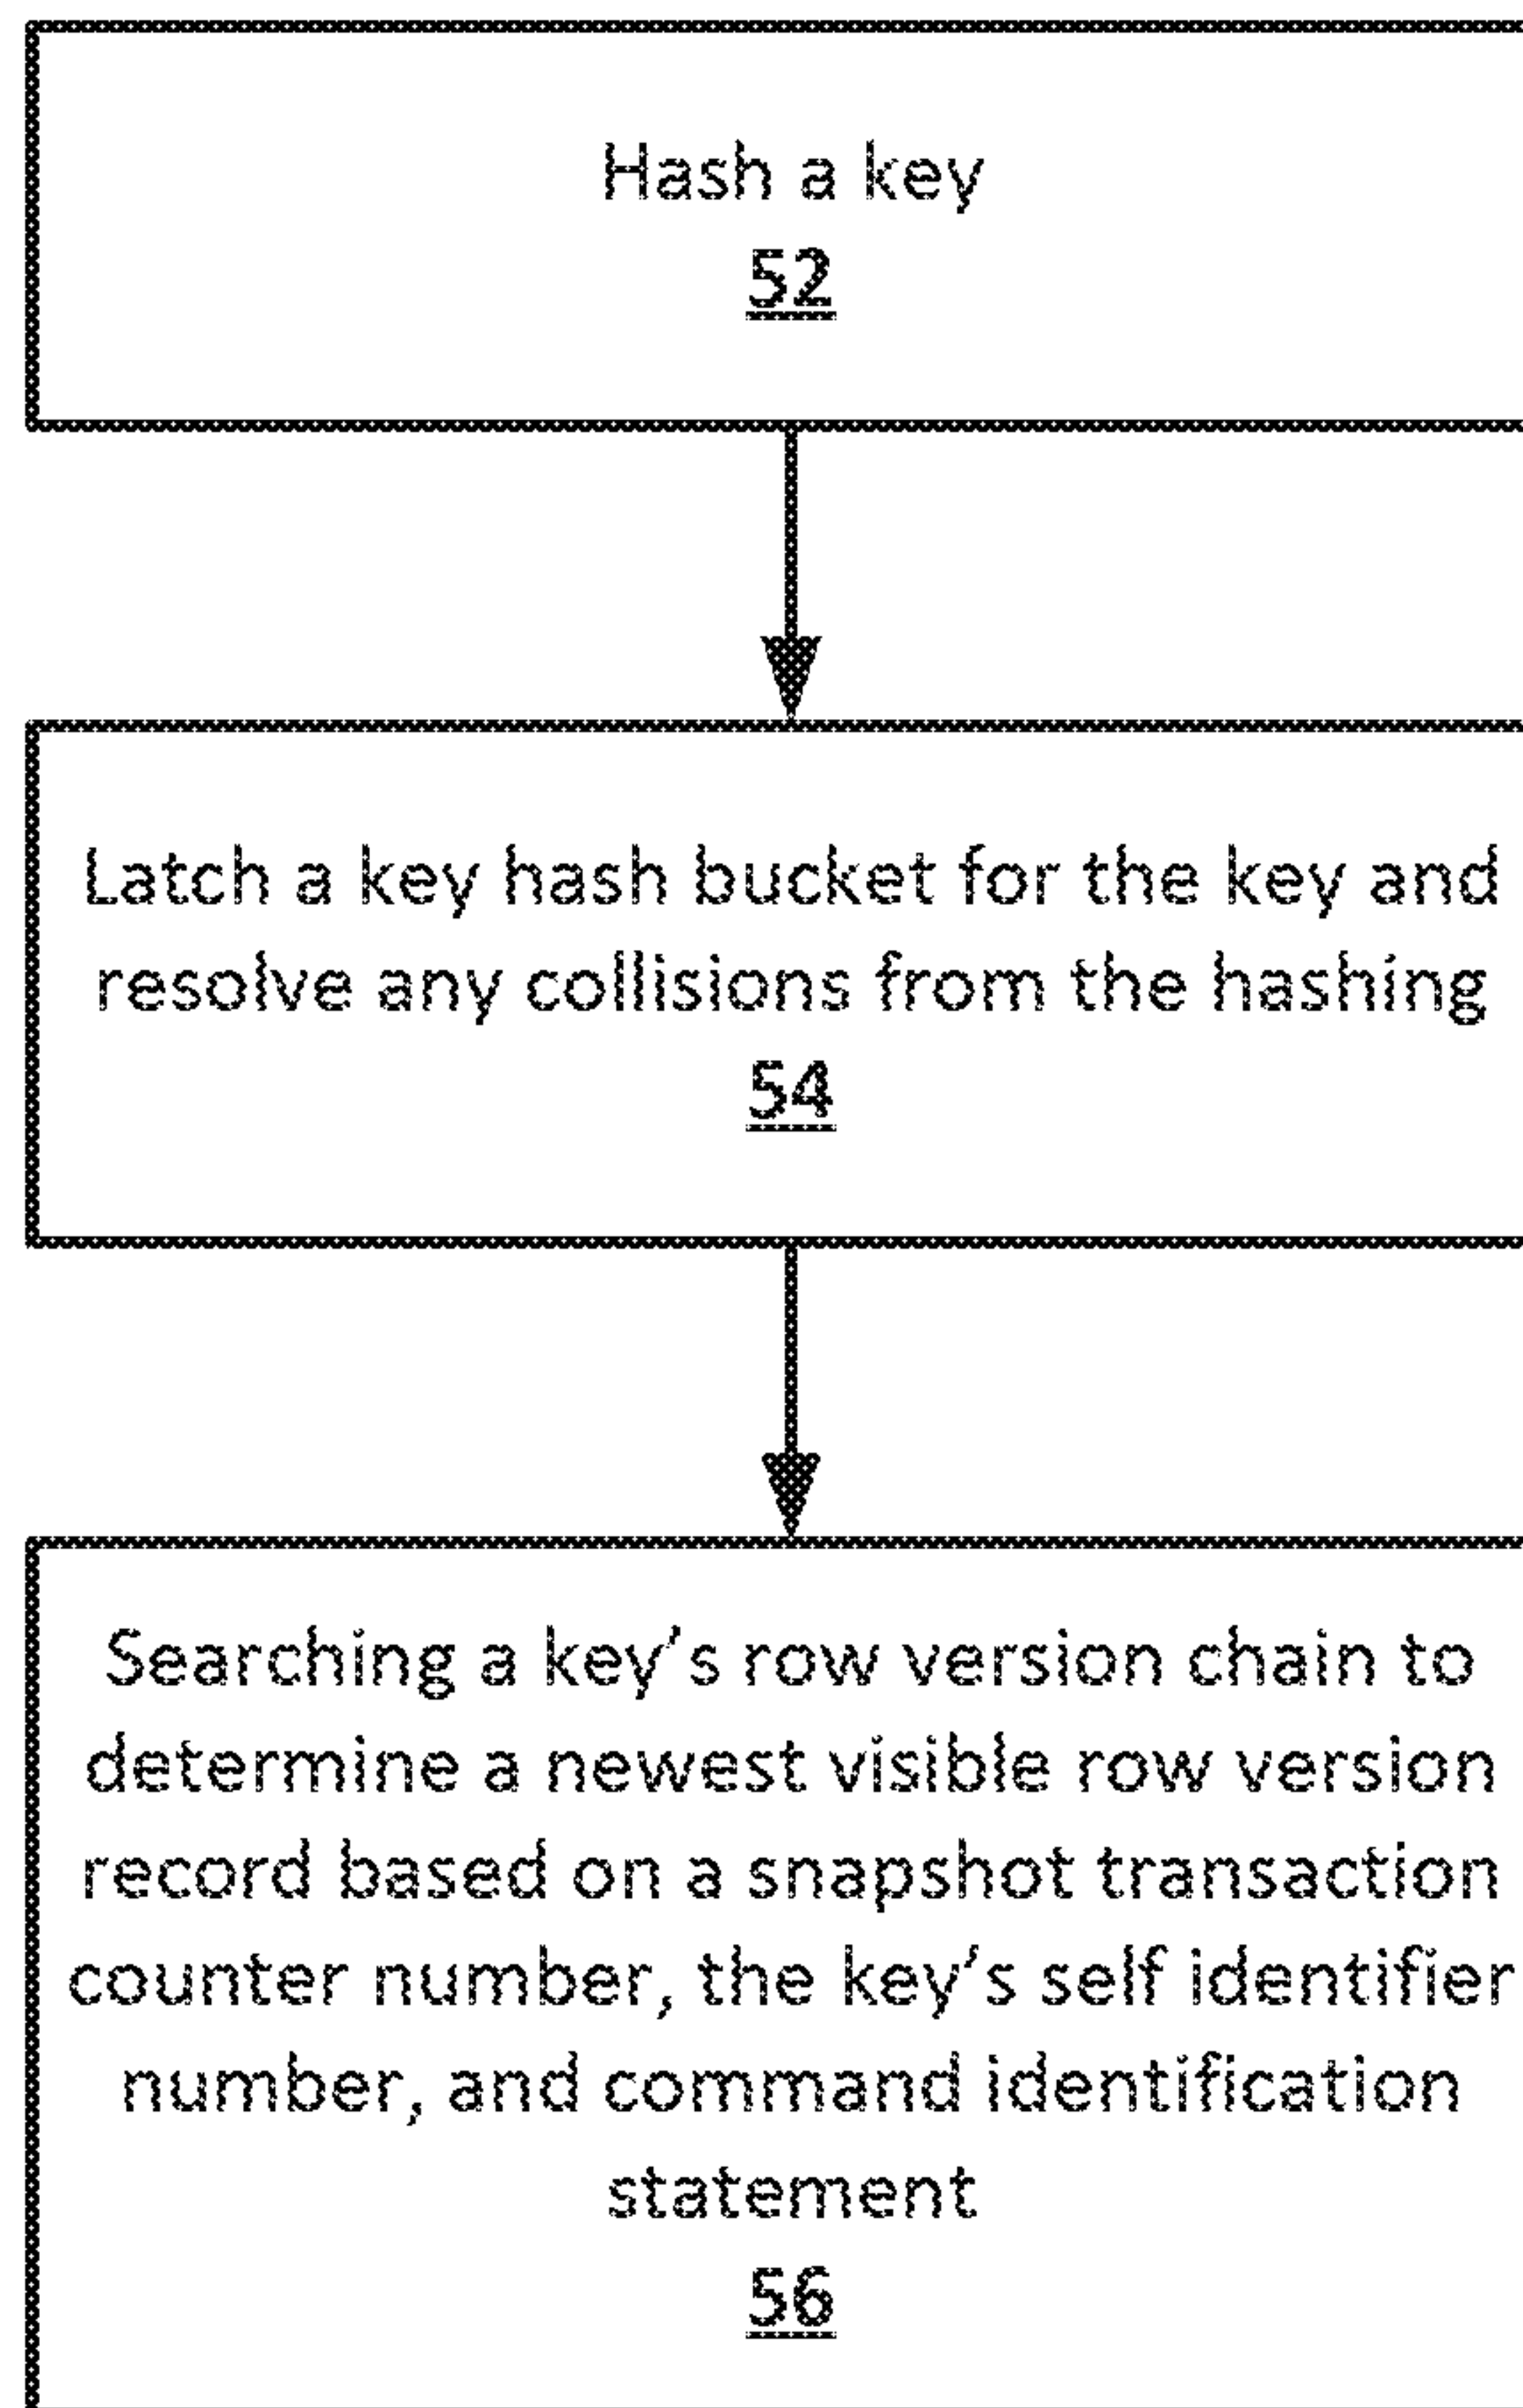 Hash a key
52
Latch a key hash bucket for the key and
resolve any collisions from the hashing
54
Searching a key's row version chain to
determine a newest visible row version
record based on a snapshot transaction
counter number, the key's self identifier
number, and command identification
statement
56